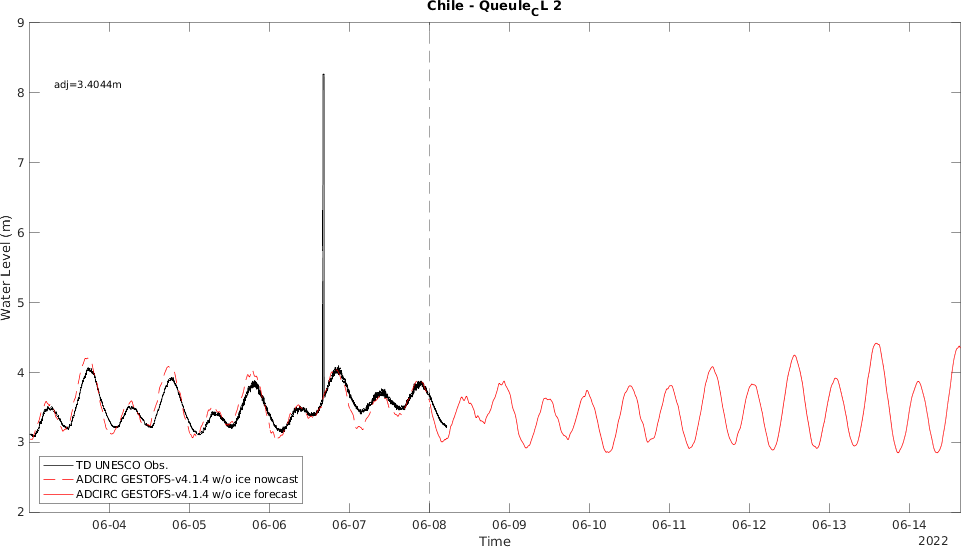 Chile - Queule_CL 2
adj=3.4044m
Water Level (m)
9
8
7
6
5
4
3
2
TD UNESCO Obs.
ADCIRC GESTOFS-v4.1.4 w/o ice nowcast
ADCIRC GESTOFS-v4.1.4 w/o ice forecast
06-04 06-05 06-06 06-07 06-08 06-09 06-10 06-11 06-12 06-13 06-14
Time
2022